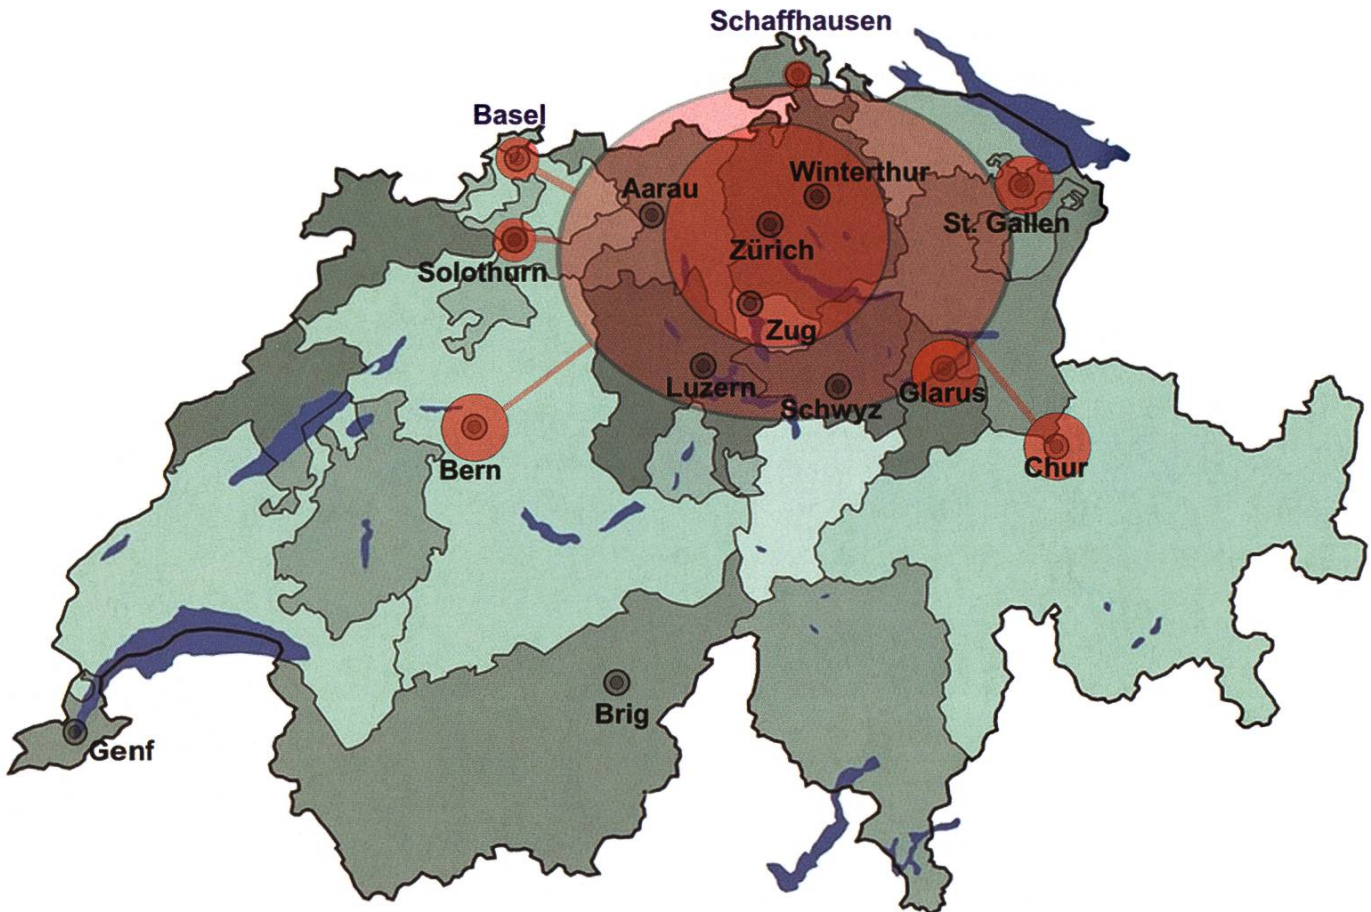 Schaffhausen
Basel
Winterthur
Aarau
St. Gallen
Zürich
Solothurn
Zug
Luzern
Glarus
Schwyz
Bern
Chur
Brig
Genf